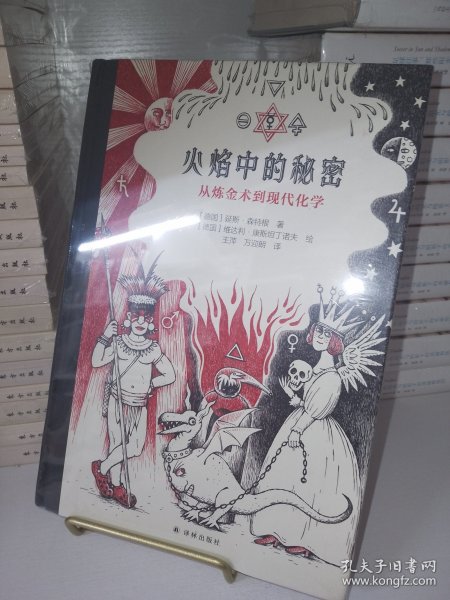 火焰中的秘密
从炼金术到现代化学
［德国］延斯·森特根 著
［德国］维达利·康斯坦丁诺夫 绘
王萍 万迎朗 译
译林出版社
孔夫子旧书网
www.kongfz.com